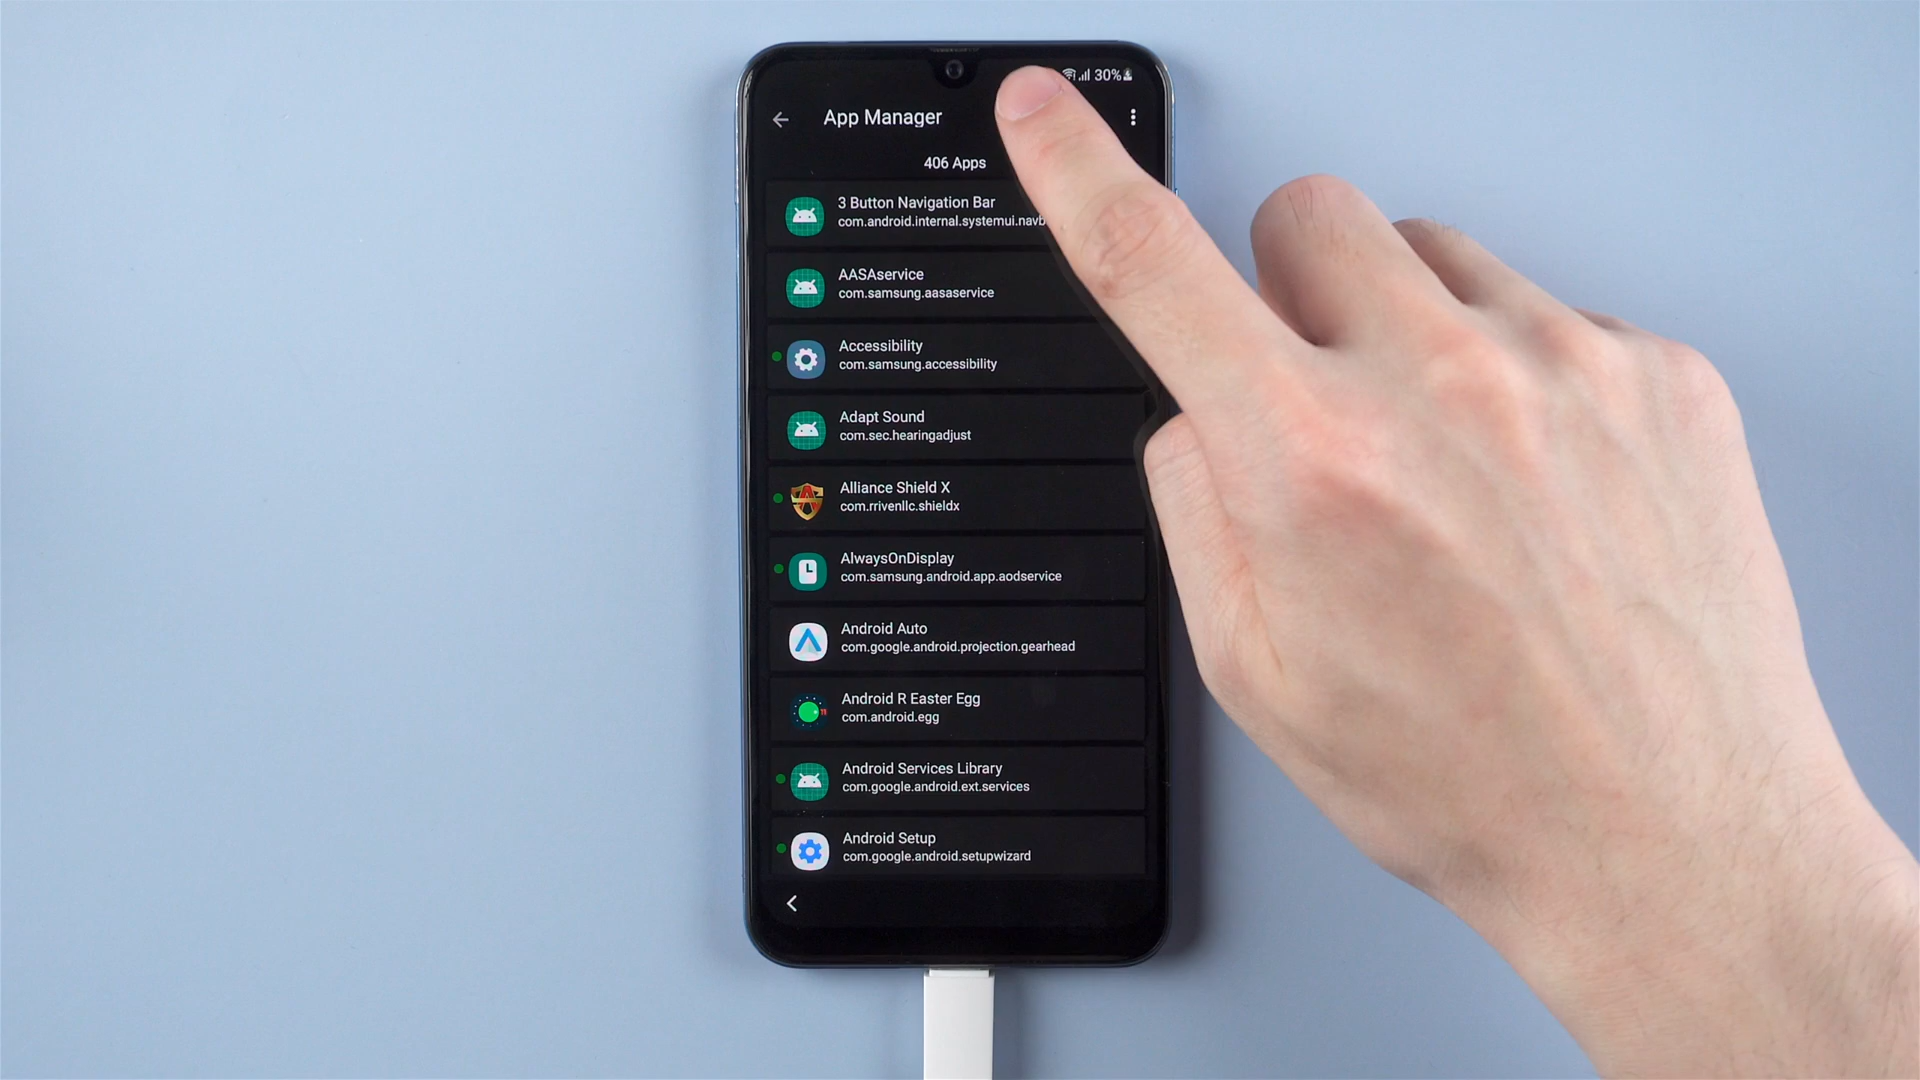 30%
App Manager
406 Apps
3 Button Navigation Bar
com.android.internal.systemui.navb
AASAservice
com.samsung.aasaservice
Accessibility
com.samsung.accessibility
Adapt Sound
com.sec.hearingadjust
Alliance Shield X
com.rrivenllc.shieldx
AlwaysOnDisplay
com.samsung.android.app.aodservice
Android Auto
com.google.android.projection.gearhead
Android R Easter Egg
com.android.egg
Android Services Library
com.google.android.ext.services
Android Setup
com.google.android.setupwizard